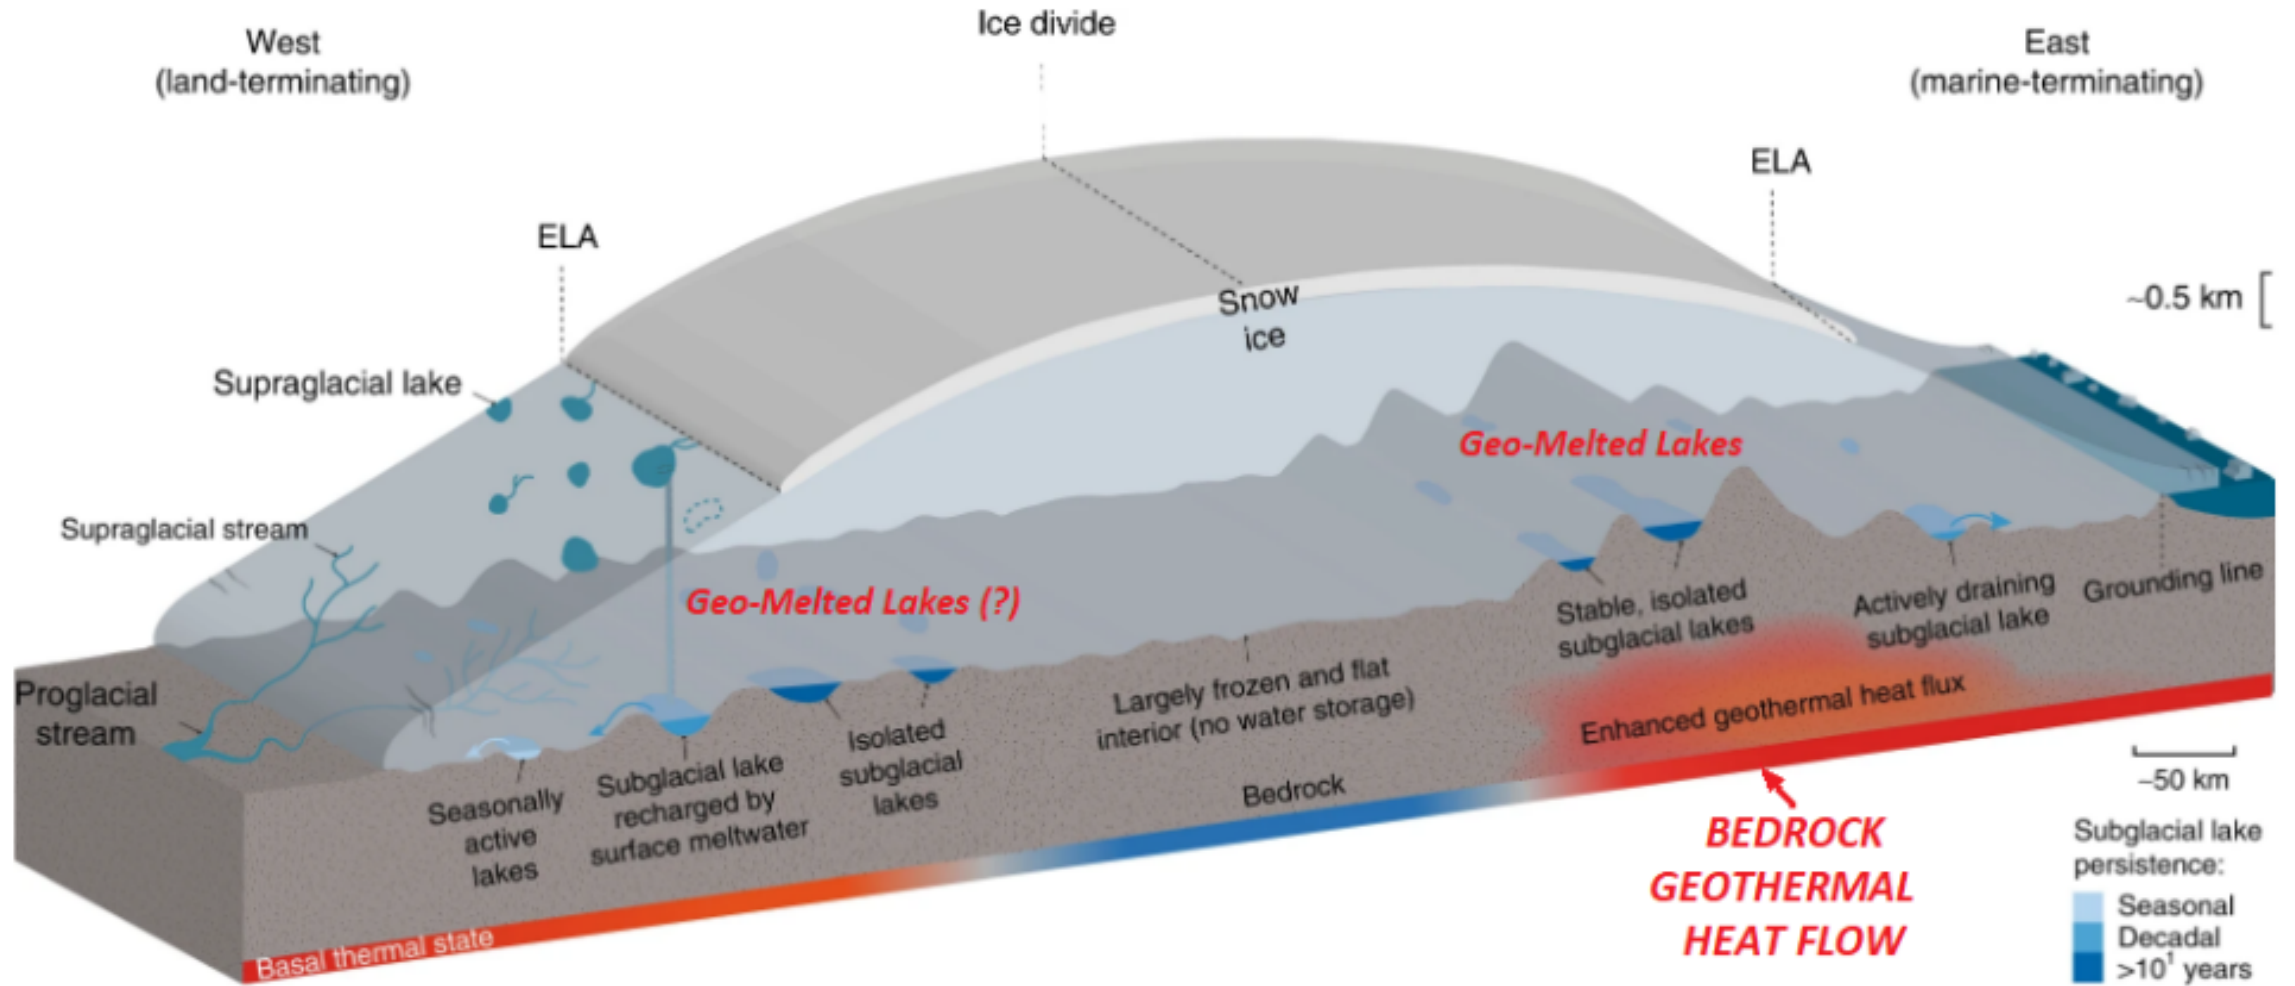 West
(land-terminating)
Ice divide
East
(marine-terminating)
ELA
ELA
~0.5 km
Snow
ice
Supraglacial lake
Geo-Melted Lakes
Supraglacial stream
Geo-Melted Lakes (?)
Stable, isolated
subglacial lakes
Actively draining
subglacial lake
Grounding line
Proglacial
stream
Largely frozen and flat
interior (no water storage)
Enhanced geothermal heat flux
Isolated
subglacial
lakes
Subglacial lake
recharged by
surface meltwater
Seasonally
active
lakes
Bedrock
~50 km
BEDROCK
GEOTHERMAL
HEAT FLOW
Subglacial lake
persistence:
Seasonal
Decadal
>10¹ years
Basal thermal state